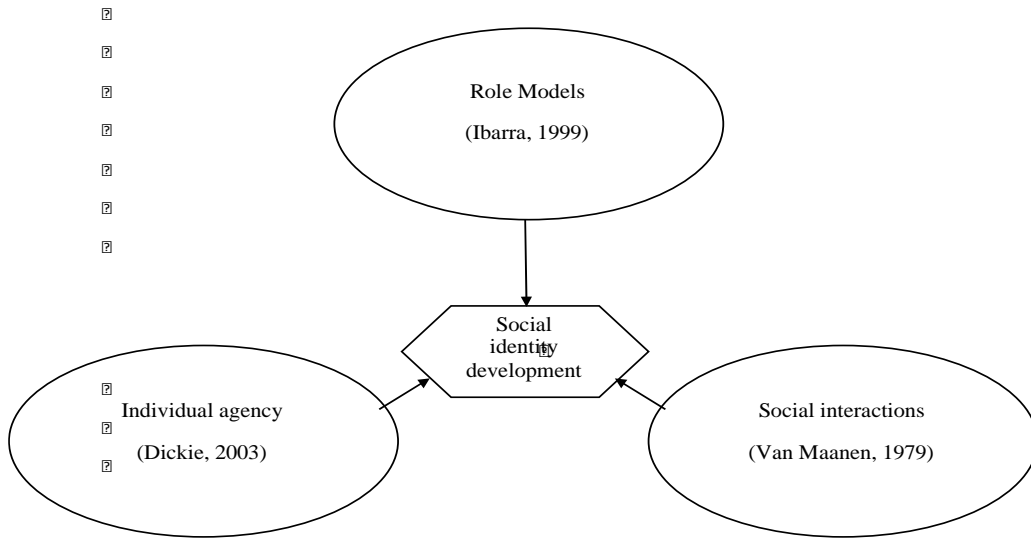 Role Models
(Ibarra, 1999)
Social
identity
development
Individual agency
(Dickie, 2003)
Social interactions
(Van Maanen, 1979)